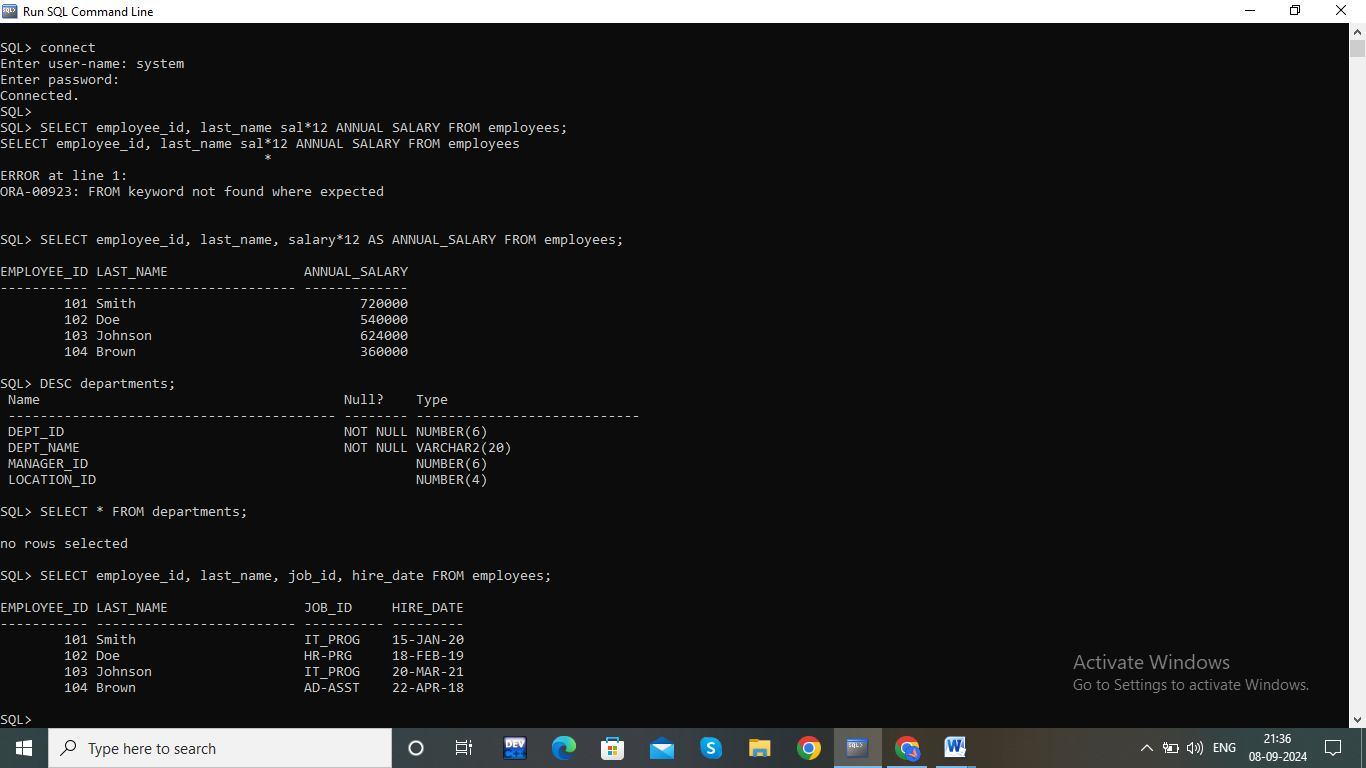 Run SQL Command Line
SQL> connect
Enter user-name: system
Enter password:
Connected.
SQL>
SQL> SELECT employee_id, last_name sal*12 ANNUAL SALARY FROM employees;
SELECT employee_id, last_name sal*12 ANNUAL SALARY FROM employees
                                 *
ERROR at line 1:
ORA-00923: FROM keyword not found where expected
SQL> SELECT employee_id, last_name, salary*12 AS ANNUAL_SALARY FROM employees;
EMPLOYEE_ID LAST_NAME                 ANNUAL_SALARY
----------- ------------------------- -------------
        101 Smith                            720000
        102 Doe                              540000
        103 Johnson                          624000
        104 Brown                            360000
SQL> DESC departments;
 Name                                      Null?    Type
 ----------------------------------------- -------- ----------------------------
 DEPT_ID                                   NOT NULL NUMBER(6)
 DEPT_NAME                                 NOT NULL VARCHAR2(20)
 MANAGER_ID                                         NUMBER(6)
 LOCATION_ID                                        NUMBER(4)
SQL> SELECT * FROM departments;
no rows selected
SQL> SELECT employee_id, last_name, job_id, hire_date FROM employees;
EMPLOYEE_ID LAST_NAME                 JOB_ID     HIRE_DATE
----------- ------------------------- ---------- ---------
        101 Smith                     IT_PROG    15-JAN-20
        102 Doe                       HR-PRG     18-FEB-19
        103 Johnson                   IT_PROG    20-MAR-21
        104 Brown                     AD-ASST    22-APR-18
SQL>
Activate Windows
Go to Settings to activate Windows.
Type here to search
DEV
ENG
21:36
08-09-2024